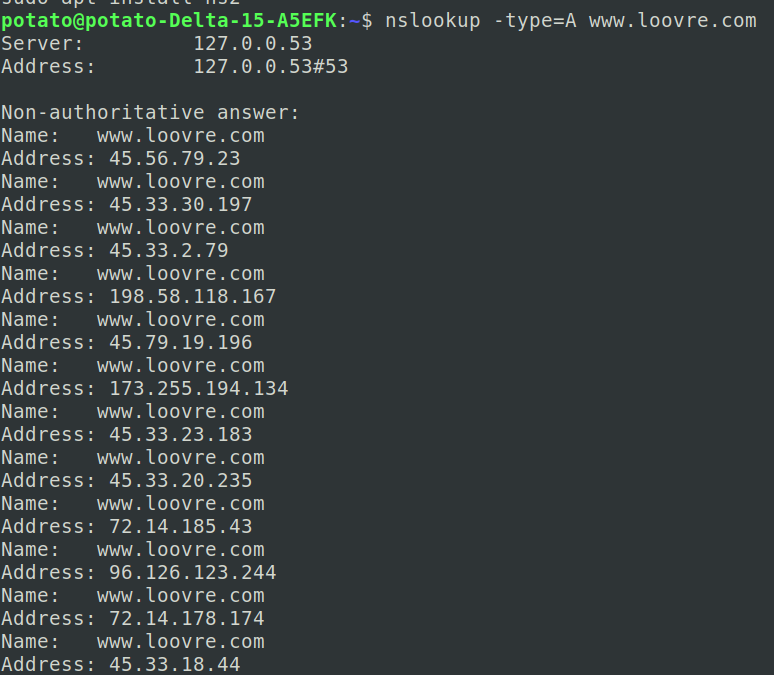 sudo apt install ns2
potato@potato-Delta-15-A5EFK:~$ nslookup -type=A www.loovre.com
Server:         127.0.0.53
Address:        127.0.0.53#53

Non-authoritative answer:
Name:   www.loovre.com
Address: 45.56.79.23
Name:   www.loovre.com
Address: 45.33.30.197
Name:   www.loovre.com
Address: 45.33.2.79
Name:   www.loovre.com
Address: 198.58.118.167
Name:   www.loovre.com
Address: 45.79.19.196
Name:   www.loovre.com
Address: 173.255.194.134
Name:   www.loovre.com
Address: 45.33.23.183
Name:   www.loovre.com
Address: 45.33.20.235
Name:   www.loovre.com
Address: 72.14.185.43
Name:   www.loovre.com
Address: 96.126.123.244
Name:   www.loovre.com
Address: 72.14.178.174
Name:   www.loovre.com
Address: 45.33.18.44